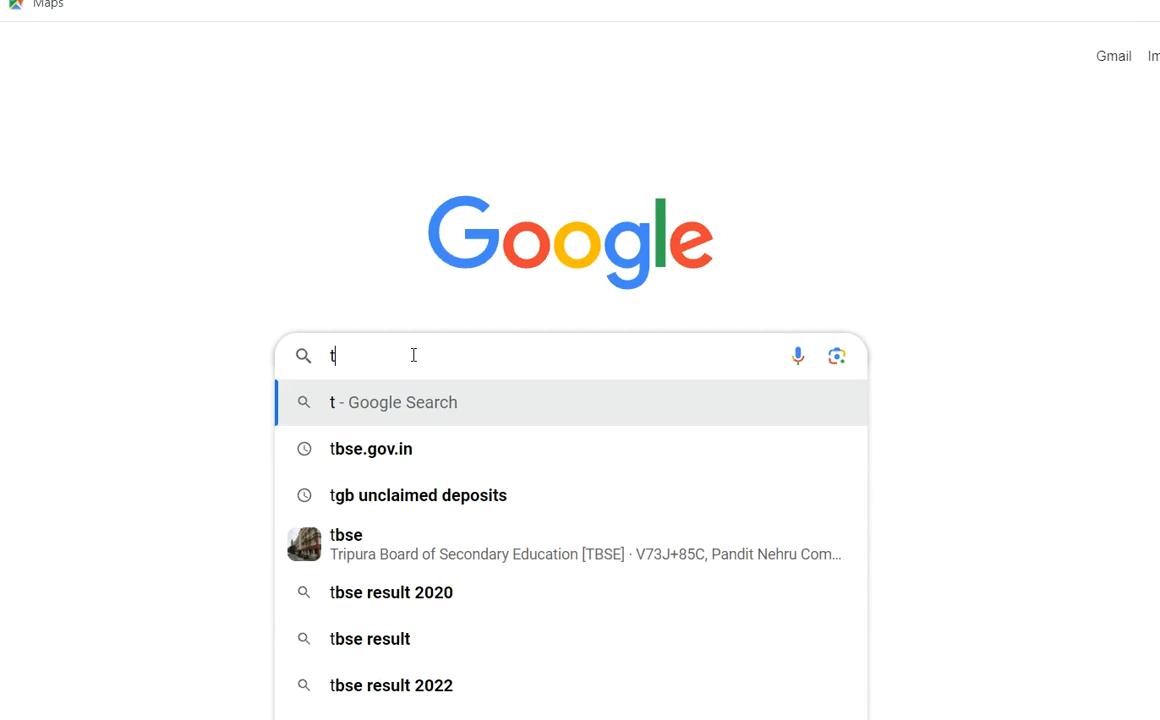 Maps
Gmail
Google
t
t - Google Search
tbse.gov.in
tgb unclaimed deposits
tbse
Tripura Board of Secondary Education [TBSE] · V73J+85C, Pandit Nehru Com...
tbse result 2020
tbse result
tbse result 2022